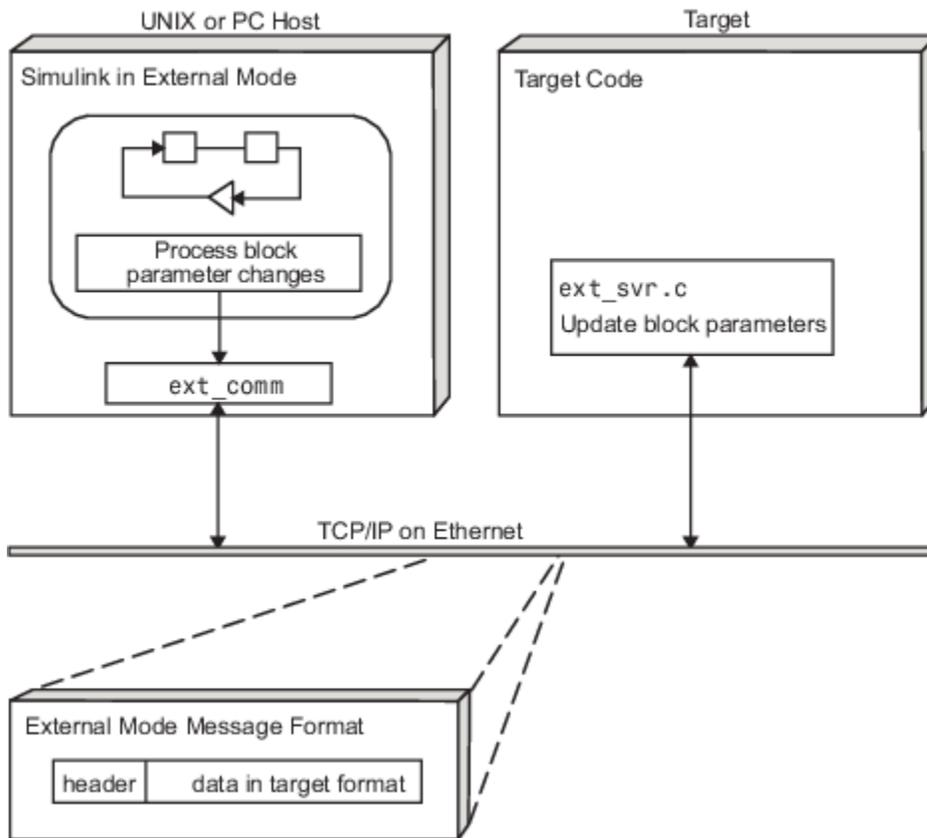 UNIX or PC Host
Target
Simulink in External Mode
Target Code
Process block
parameter changes
ext_svr.c
Update block parameters
ext_comm
TCP/IP on Ethernet
External Mode Message Format
header
data in target format